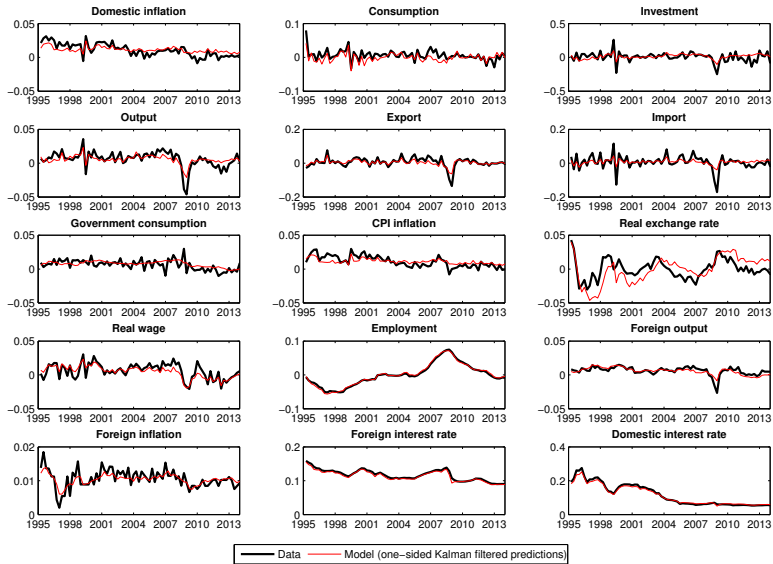 Domestic inflation
0.05
0
−0.05
1995 1998 2001 2004 2007 2010 2013
Consumption
0.1
0
−0.1
1995 1998 2001 2004 2007 2010 2013
Investment
0.5
0
−0.5
1995 1998 2001 2004 2007 2010 2013
Output
0.05
0
−0.05
1995 1998 2001 2004 2007 2010 2013
Export
0.2
0
−0.2
1995 1998 2001 2004 2007 2010 2013
Import
0.2
0
−0.2
1995 1998 2001 2004 2007 2010 2013
Government consumption
0.05
0
−0.05
1995 1998 2001 2004 2007 2010 2013
CPI inflation
0.05
0
−0.05
1995 1998 2001 2004 2007 2010 2013
Real exchange rate
0.05
0
−0.05
1995 1998 2001 2004 2007 2010 2013
Real wage
0.05
0
−0.05
1995 1998 2001 2004 2007 2010 2013
Employment
0.1
0
−0.1
1995 1998 2001 2004 2007 2010 2013
Foreign output
0.05
0
−0.05
1995 1998 2001 2004 2007 2010 2013
Foreign inflation
0.02
0.01
0
1995 1998 2001 2004 2007 2010 2013
Foreign interest rate
0.2
0.1
0
1995 1998 2001 2004 2007 2010 2013
Domestic interest rate
0.4
0.2
0
1995 1998 2001 2004 2007 2010 2013
Data
Model (one−sided Kalman filtered predictions)